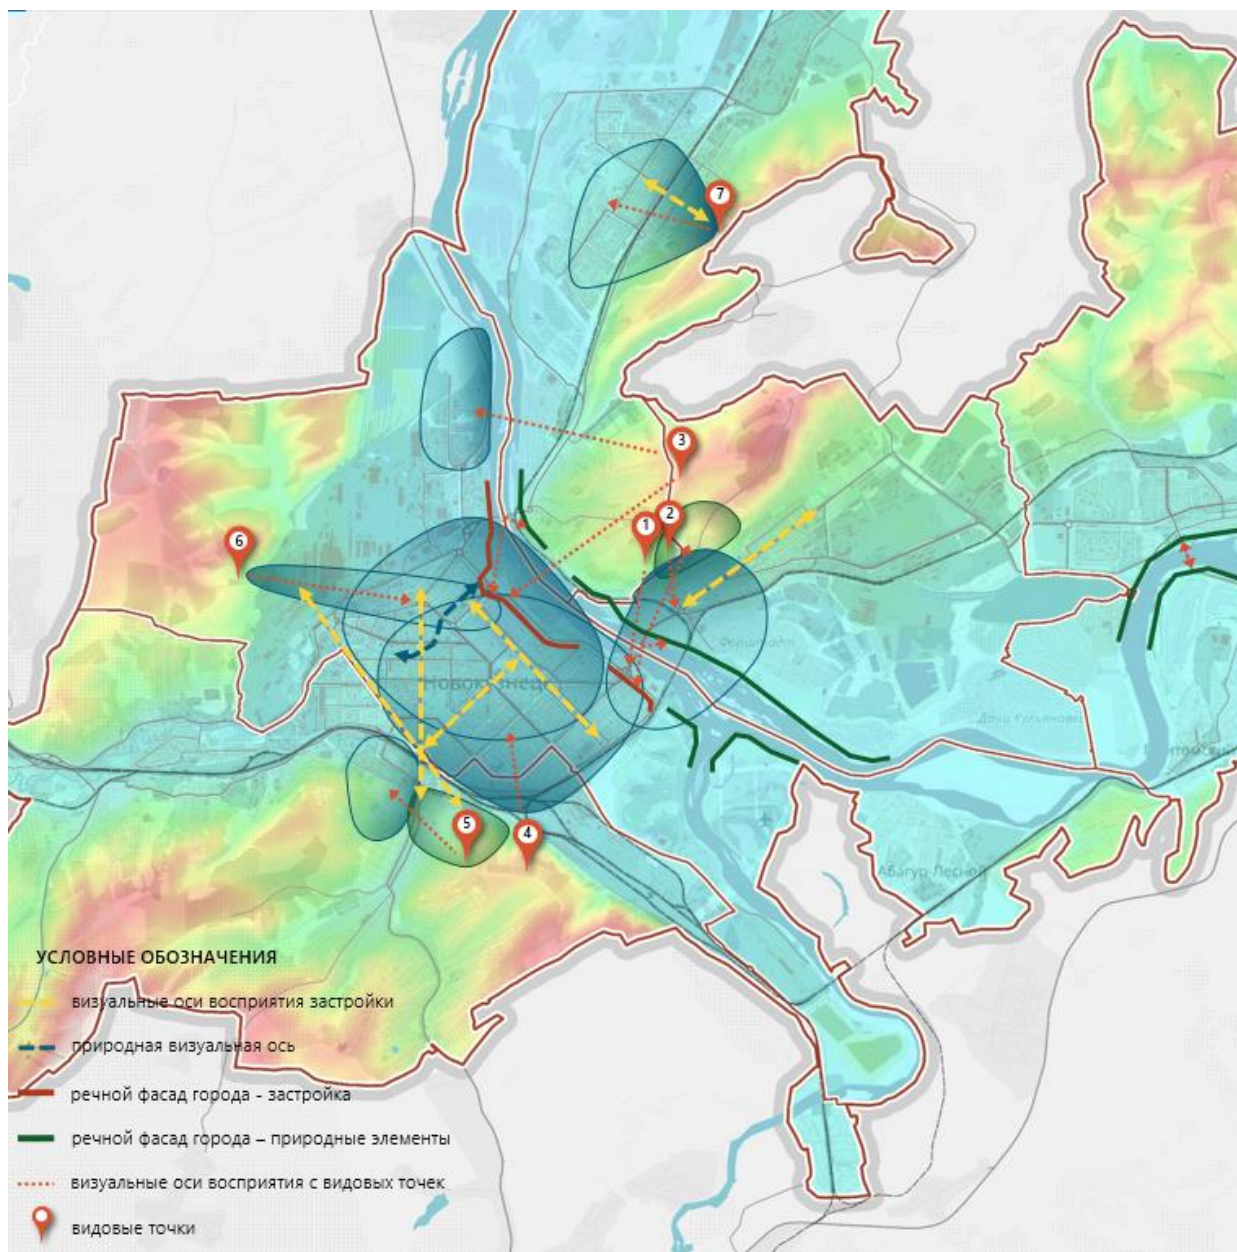 7
3
2
1
6
Форштадт
Новокузнецк
5
4
Абагур Лесной
УСЛОВНЫЕ ОБОЗНАЧЕНИЯ
визуальные оси восприятия застройки
природная визуальная ось
речной фасад города - застройка
речной фасад города – природные элементы
визуальные оси восприятия с видовых точек
видовые точки